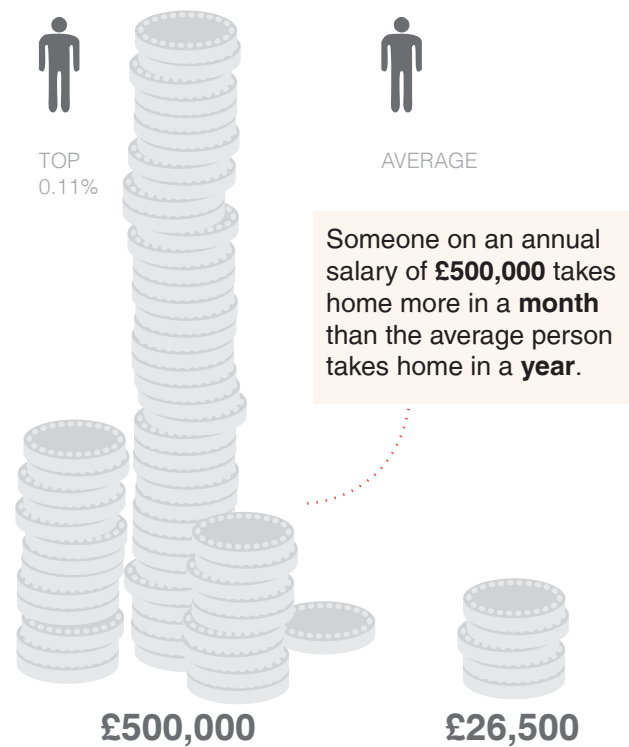 TOP
0.11%
AVERAGE
Someone on an annual
salary of £500,000 takes
home more in a month
than the average person
takes home in a year.
£500,000
£26,500